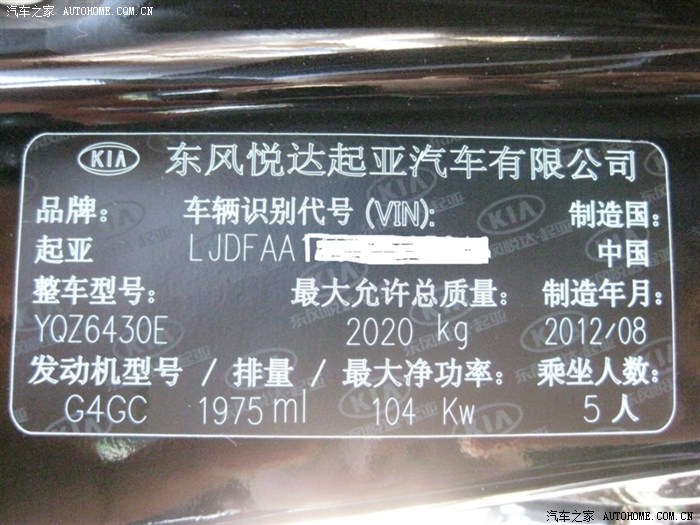 汽车之家 AUTOHOME.COM.CN
KIA 东风悦达起亚汽车有限公司
品牌: 车辆识别代号 (VIN): 制造国:
起亚 LJDFAA1 中国
整车型号: 最大允许总质量: 制造年月:
YQZ6430E 2020 kg 2012/08
发动机型号 / 排量 / 最大净功率: 乘坐人数:
G4GC 1975 ml 104 Kw 5 人
汽车之家 AUTOHOME.COM.CN